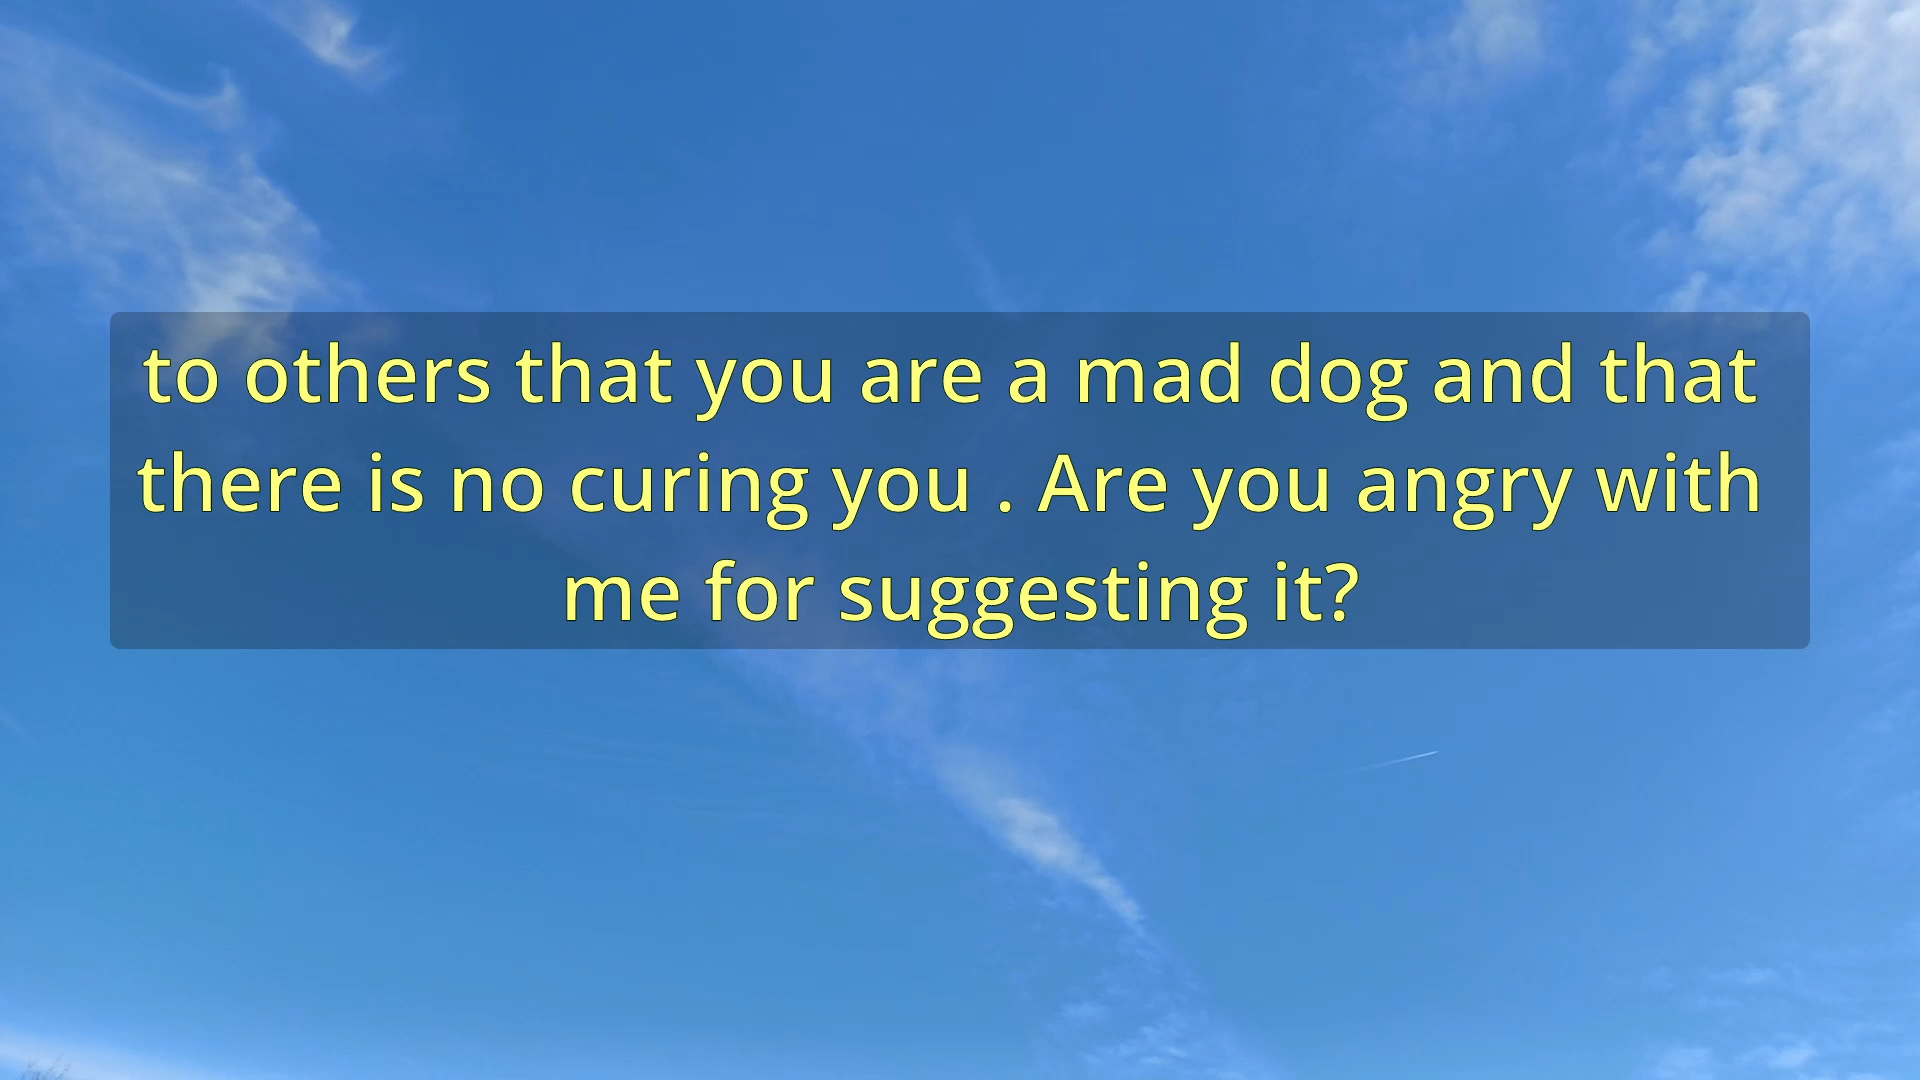 to others that you are a mad dog and that
there is no curing you . Are you angry with
me for suggesting it?